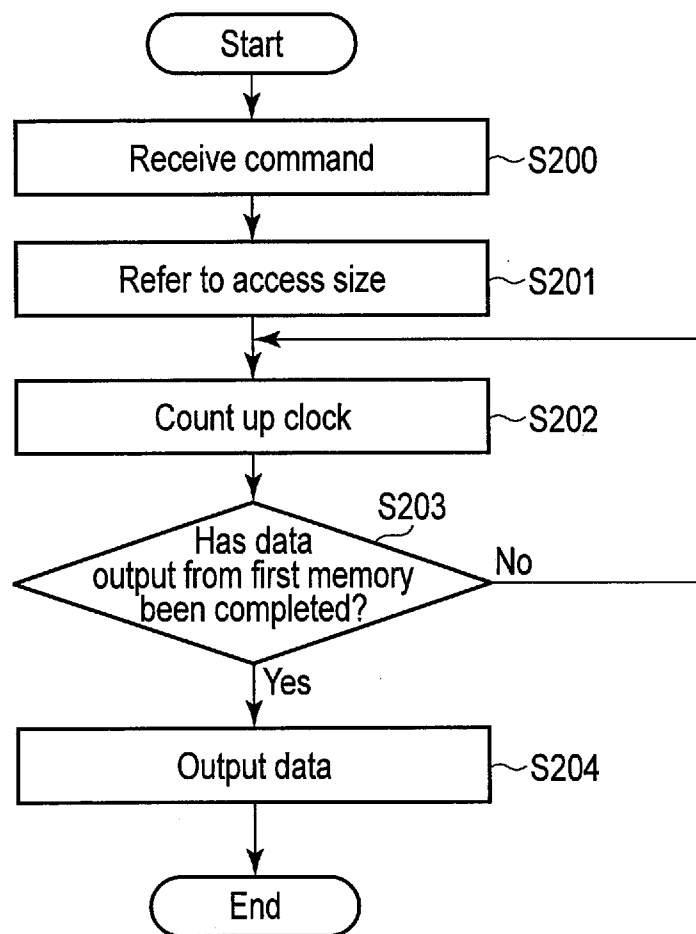 Start
Receive command
S200
Refer to access size
S201
Count up clock
S202
S203
Has data
output from first memory
been completed?
No
Yes
Output data
S204
End